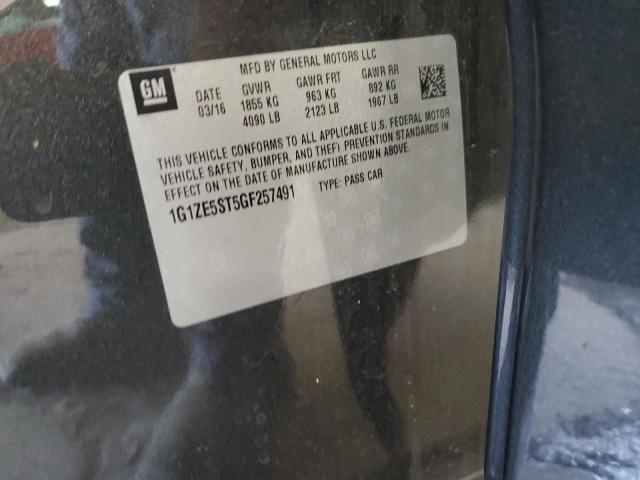 MFD BY GENERAL MOTORS LLC
GM
DATE GVWR GAWR FRT GAWR RR
03/16 1855 KG 963 KG 892 KG
4090 LB 2123 LB 1967 LB
THIS VEHICLE CONFORMS TO ALL APPLICABLE U.S. FEDERAL MOTOR
VEHICLE SAFETY, BUMPER, AND THEFT PREVENTION STANDARDS IN
EFFECT ON THE DATE OF MANUFACTURE SHOWN ABOVE.
1G1ZE5ST5GF257491 TYPE: PASS CAR